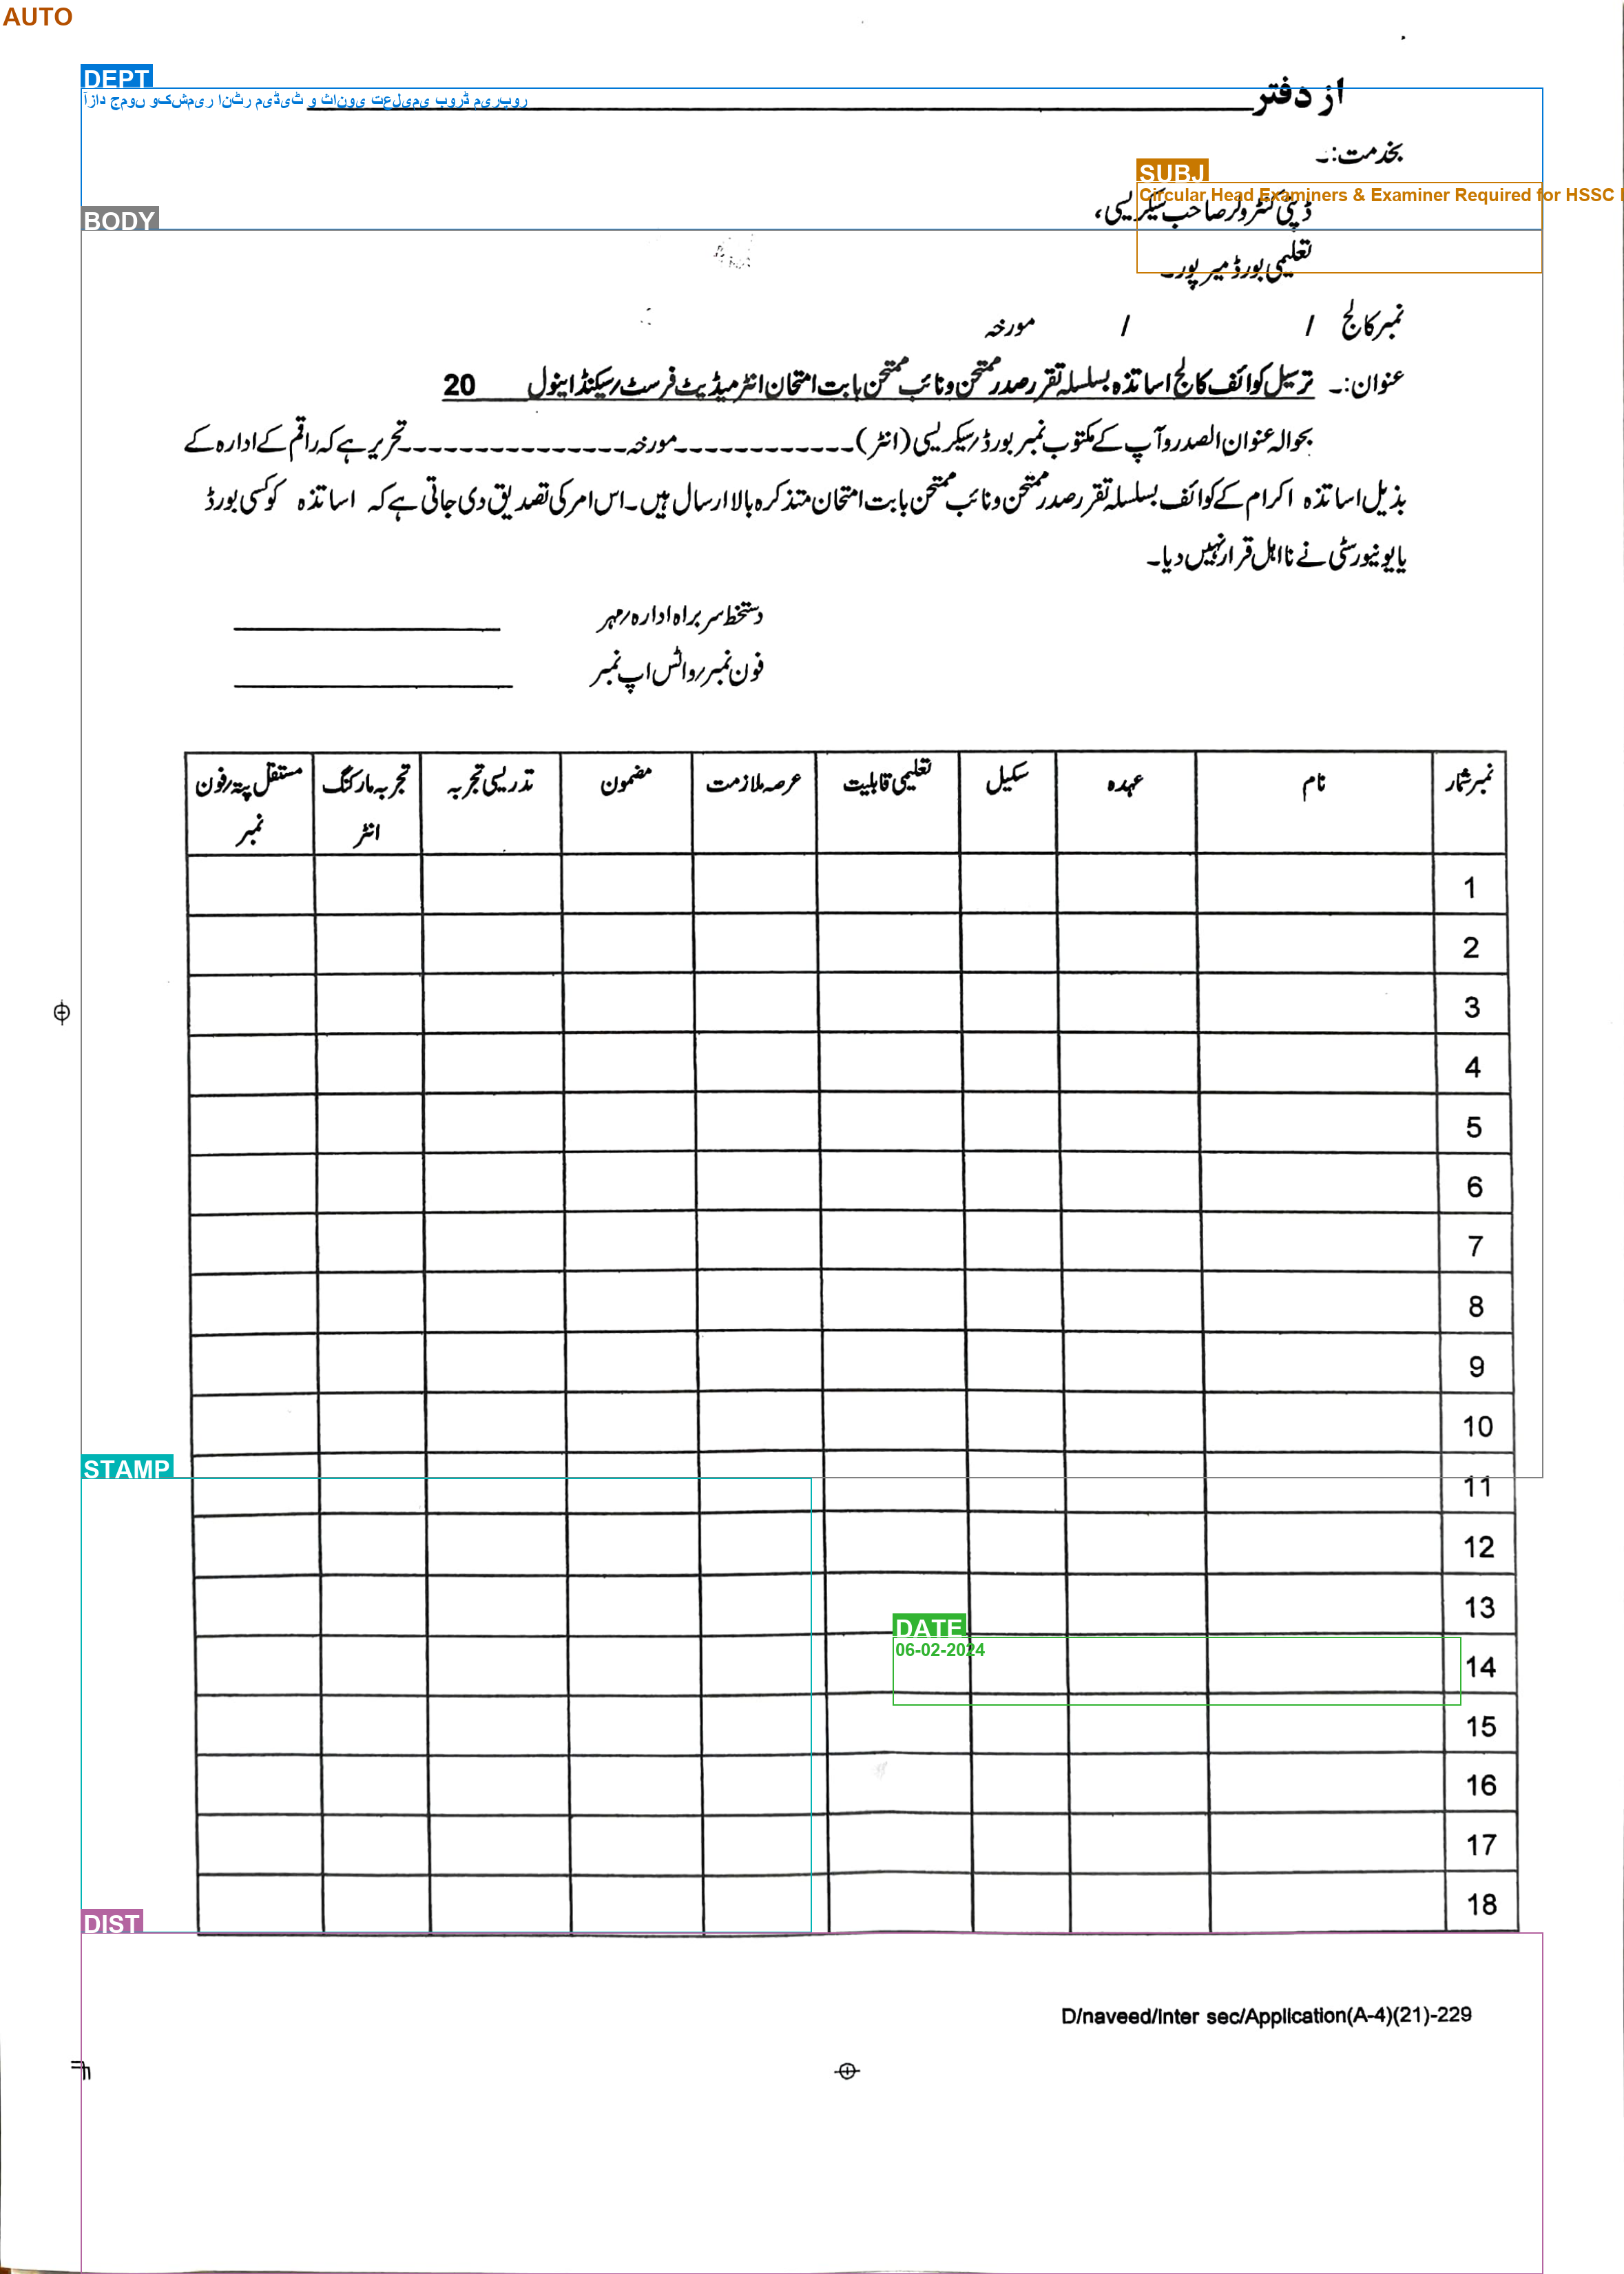 AUTO
DEPT
از دفتر
آزاد جموں وکشمیر انٹر میڈیٹ و ثانوی تعلیمی بورڈ میرپور
بخدمت:۔
SUBJ
Circular Head Examiners & Examiner Required for HSSC
ڈپٹی کنٹرولر صاحب سیکریسی،
BODY
تعلیمی بورڈ میرپور۔
نمبر کالج / / مورخہ
عنوان:۔ ترسیل کوائف کالج اساتذہ بسلسلہ تقرر صدر ممتحن و نائب ممتحن بابت امتحان انٹرمیڈیٹ فرسٹ/سیکنڈ اینول 20
بحوالہ عنوان الصدر و آپ کے مکتوب نمبر بورڈ/سیکریسی (انٹر)------------مورخہ---------------تحریر ہے کہ راقم کے ادارہ کے
بذیل اساتذہ اکرام کے کوائف بسلسلہ تقرر صدر ممتحن و نائب ممتحن بابت امتحان متذکرہ بالا ارسال ہیں۔ اس امر کی تصدیق دی جاتی ہے کہ اساتذہ کو کسی بورڈ
یا یونیورسٹی نے نا اہل قرار نہیں دیا۔
دستخط سربراہ ادارہ/مہر
فون نمبر/واٹس اپ نمبر
نمبر شمار نام عہدہ سکیل تعلیمی قابلیت عرصہ ملازمت مضمون تدریسی تجربہ تجربہ مارکنگ انٹر مستقل پتہ/فون نمبر
1
2
3
4
5
6
7
8
9
10
STAMP
11
12
13
DATE
06-02-2024
14
15
16
17
18
DIST
D/naveed/Inter sec/Application(A-4)(21)-229